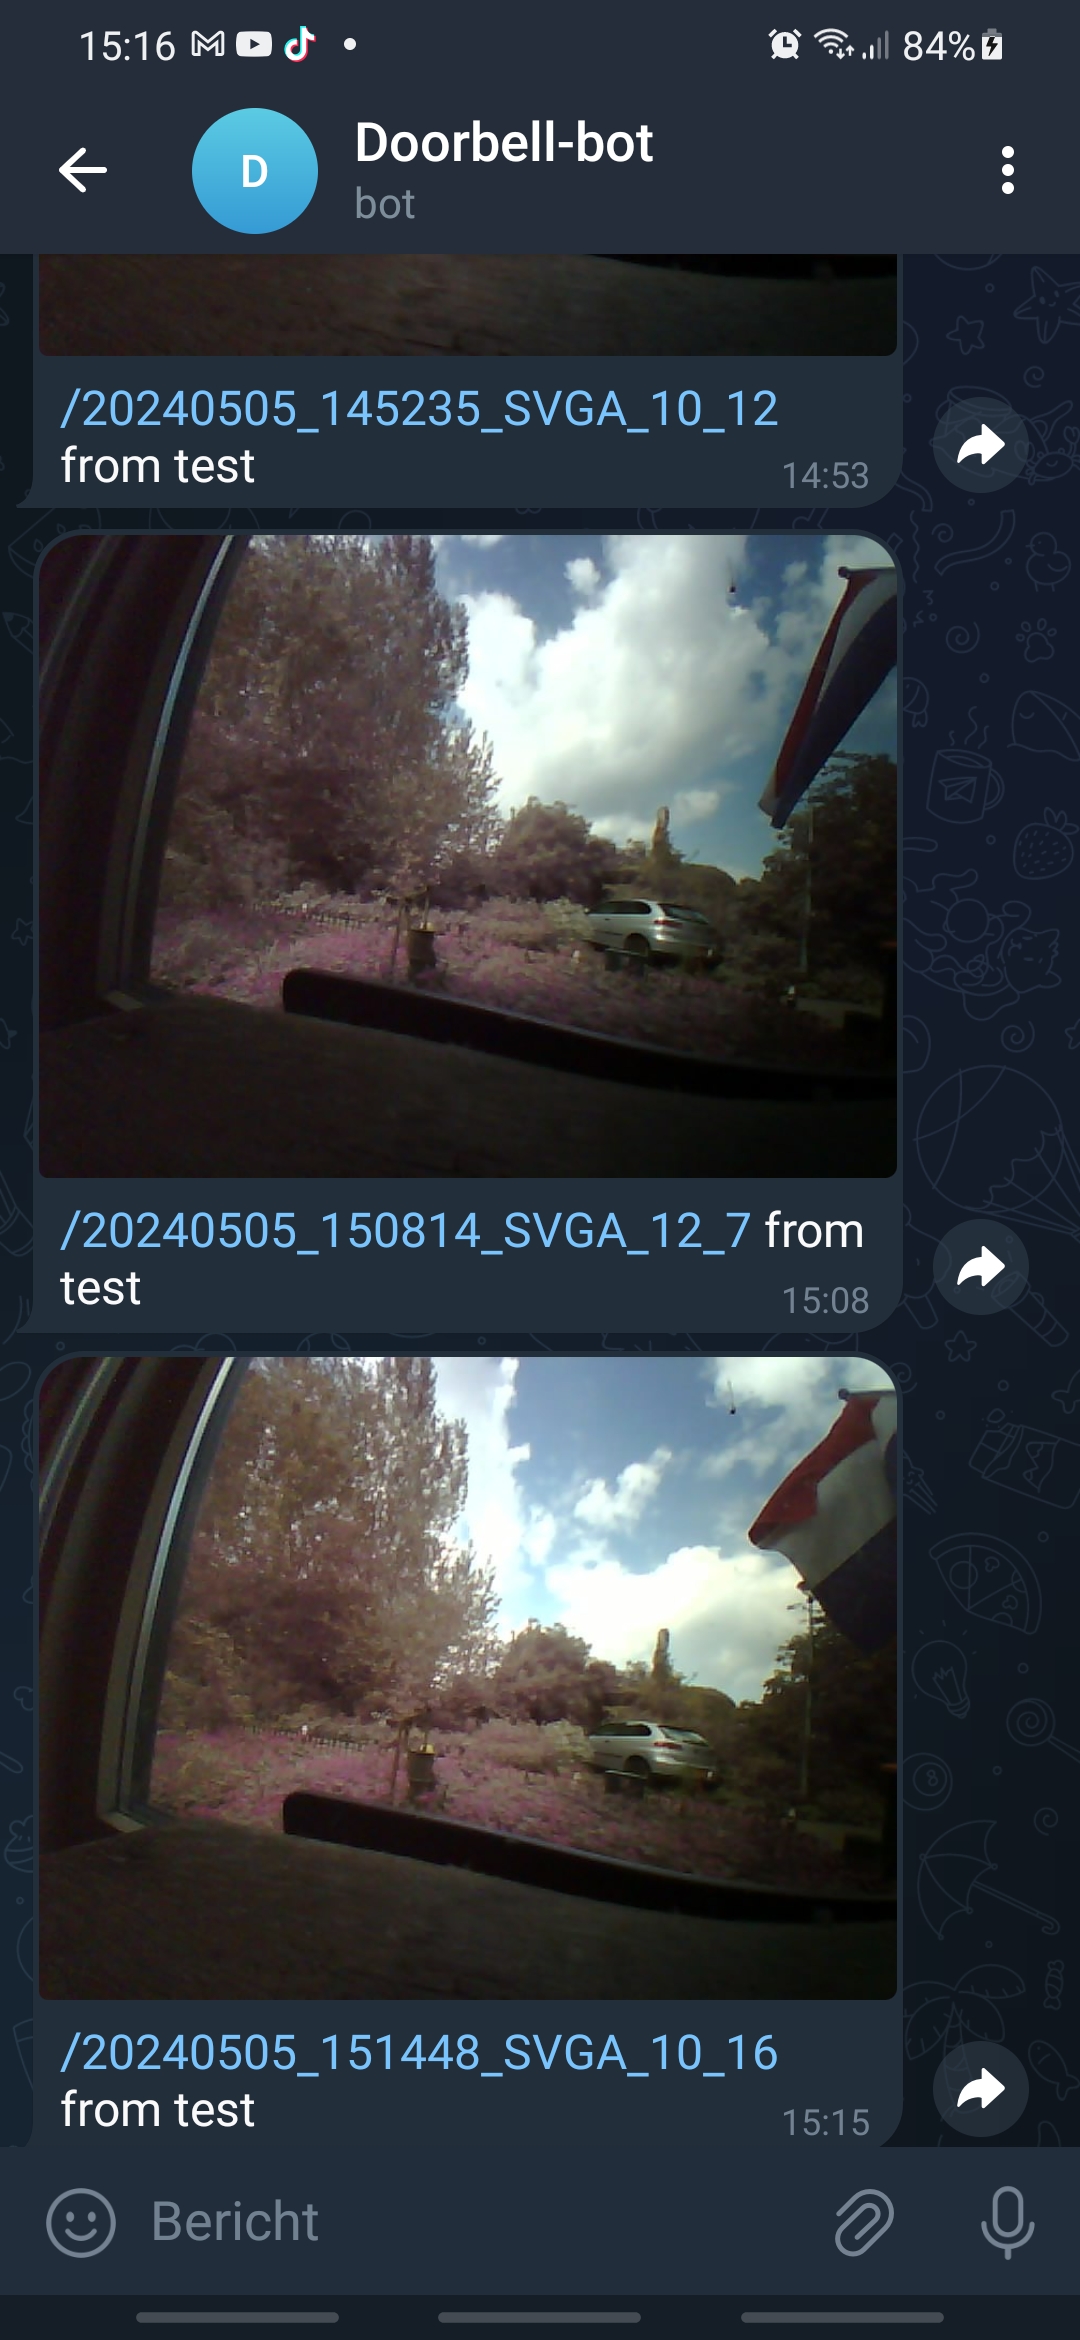 15:16
84%
D
Doorbell-bot
bot
/20240505_145235_SVGA_10_12
from test
14:53
/20240505_150814_SVGA_12_7 from
test
15:08
/20240505_151448_SVGA_10_16
from test
15:15
Bericht